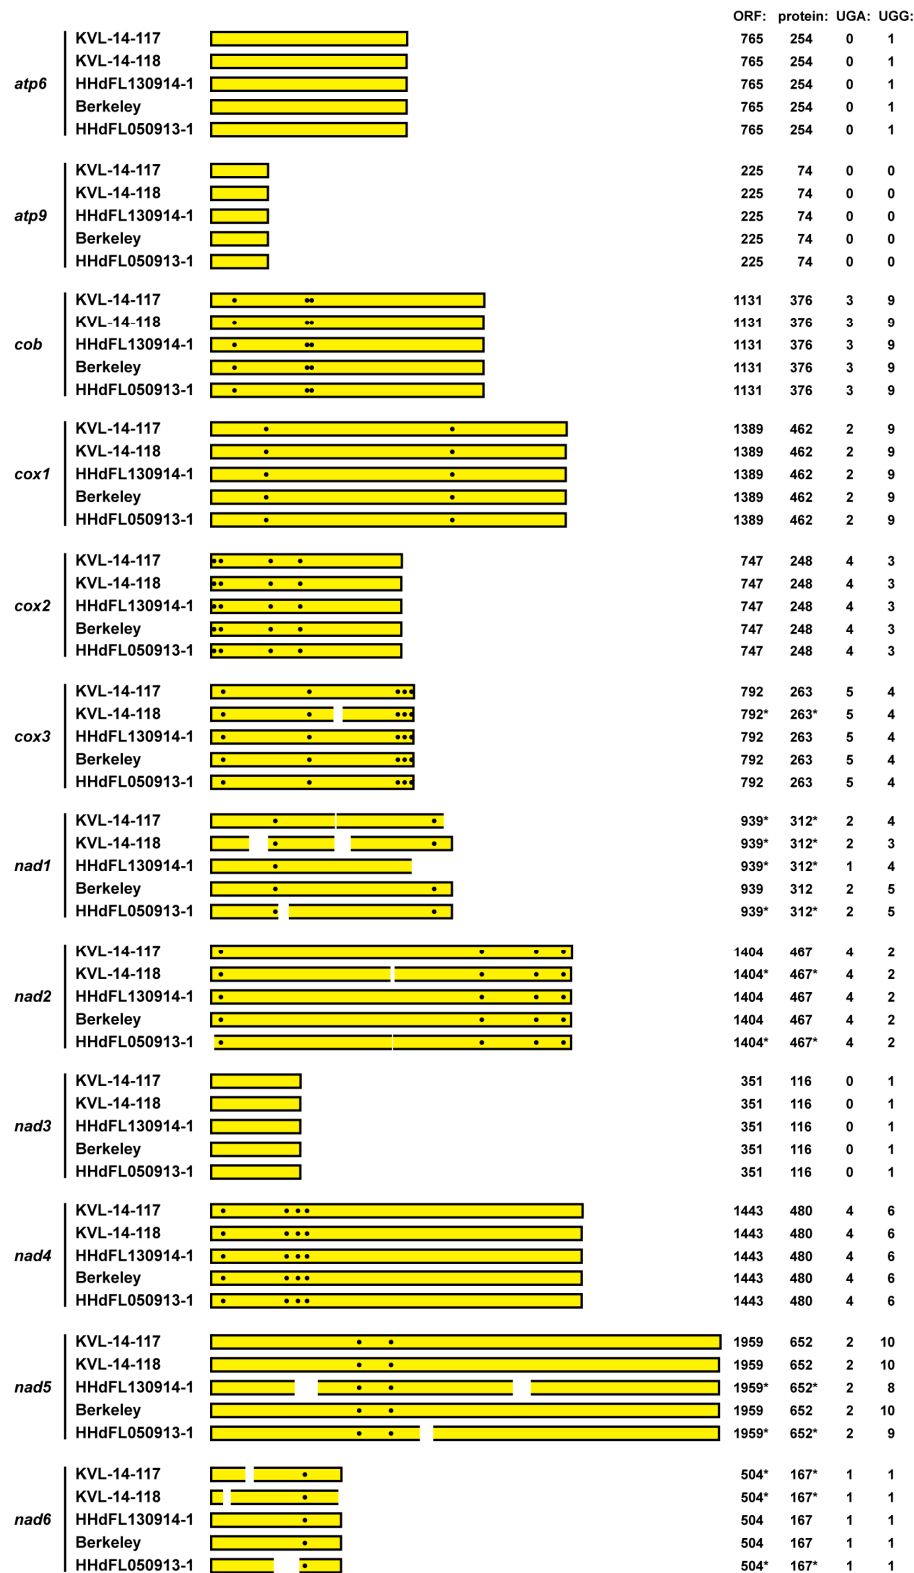 ORF: protein: UGA: UGG:
KVL-14-117 765 254 0 1
KVL-14-118 765 254 0 1
atp6 HHdFL130914-1 765 254 0 1
Berkeley 765 254 0 1
HHdFL050913-1 765 254 0 1
KVL-14-117 225 74 0 0
KVL-14-118 225 74 0 0
atp9 HHdFL130914-1 225 74 0 0
Berkeley 225 74 0 0
HHdFL050913-1 225 74 0 0
KVL-14-117 1131 376 3 9
KVL-14-118 1131 376 3 9
cob HHdFL130914-1 1131 376 3 9
Berkeley 1131 376 3 9
HHdFL050913-1 1131 376 3 9
KVL-14-117 1389 462 2 9
KVL-14-118 1389 462 2 9
cox1 HHdFL130914-1 1389 462 2 9
Berkeley 1389 462 2 9
HHdFL050913-1 1389 462 2 9
KVL-14-117 747 248 4 3
KVL-14-118 747 248 4 3
cox2 HHdFL130914-1 747 248 4 3
Berkeley 747 248 4 3
HHdFL050913-1 747 248 4 3
KVL-14-117 792 263 5 4
KVL-14-118 792* 263* 5 4
cox3 HHdFL130914-1 792 263 5 4
Berkeley 792 263 5 4
HHdFL050913-1 792 263 5 4
KVL-14-117 939* 312* 2 4
KVL-14-118 939* 312* 2 3
nad1 HHdFL130914-1 939* 312* 1 4
Berkeley 939 312 2 5
HHdFL050913-1 939* 312* 2 5
KVL-14-117 1404 467 4 2
KVL-14-118 1404* 467* 4 2
nad2 HHdFL130914-1 1404 467 4 2
Berkeley 1404 467 4 2
HHdFL050913-1 1404* 467* 4 2
KVL-14-117 351 116 0 1
KVL-14-118 351 116 0 1
nad3 HHdFL130914-1 351 116 0 1
Berkeley 351 116 0 1
HHdFL050913-1 351 116 0 1
KVL-14-117 1443 480 4 6
KVL-14-118 1443 480 4 6
nad4 HHdFL130914-1 1443 480 4 6
Berkeley 1443 480 4 6
HHdFL050913-1 1443 480 4 6
KVL-14-117 1959 652 2 10
KVL-14-118 1959 652 2 10
nad5 HHdFL130914-1 1959* 652* 2 8
Berkeley 1959 652 2 10
HHdFL050913-1 1959* 652* 2 9
KVL-14-117 504* 167* 1 1
KVL-14-118 504* 167* 1 1
nad6 HHdFL130914-1 504 167 1 1
Berkeley 504 167 1 1
HHdFL050913-1 504* 167* 1 1